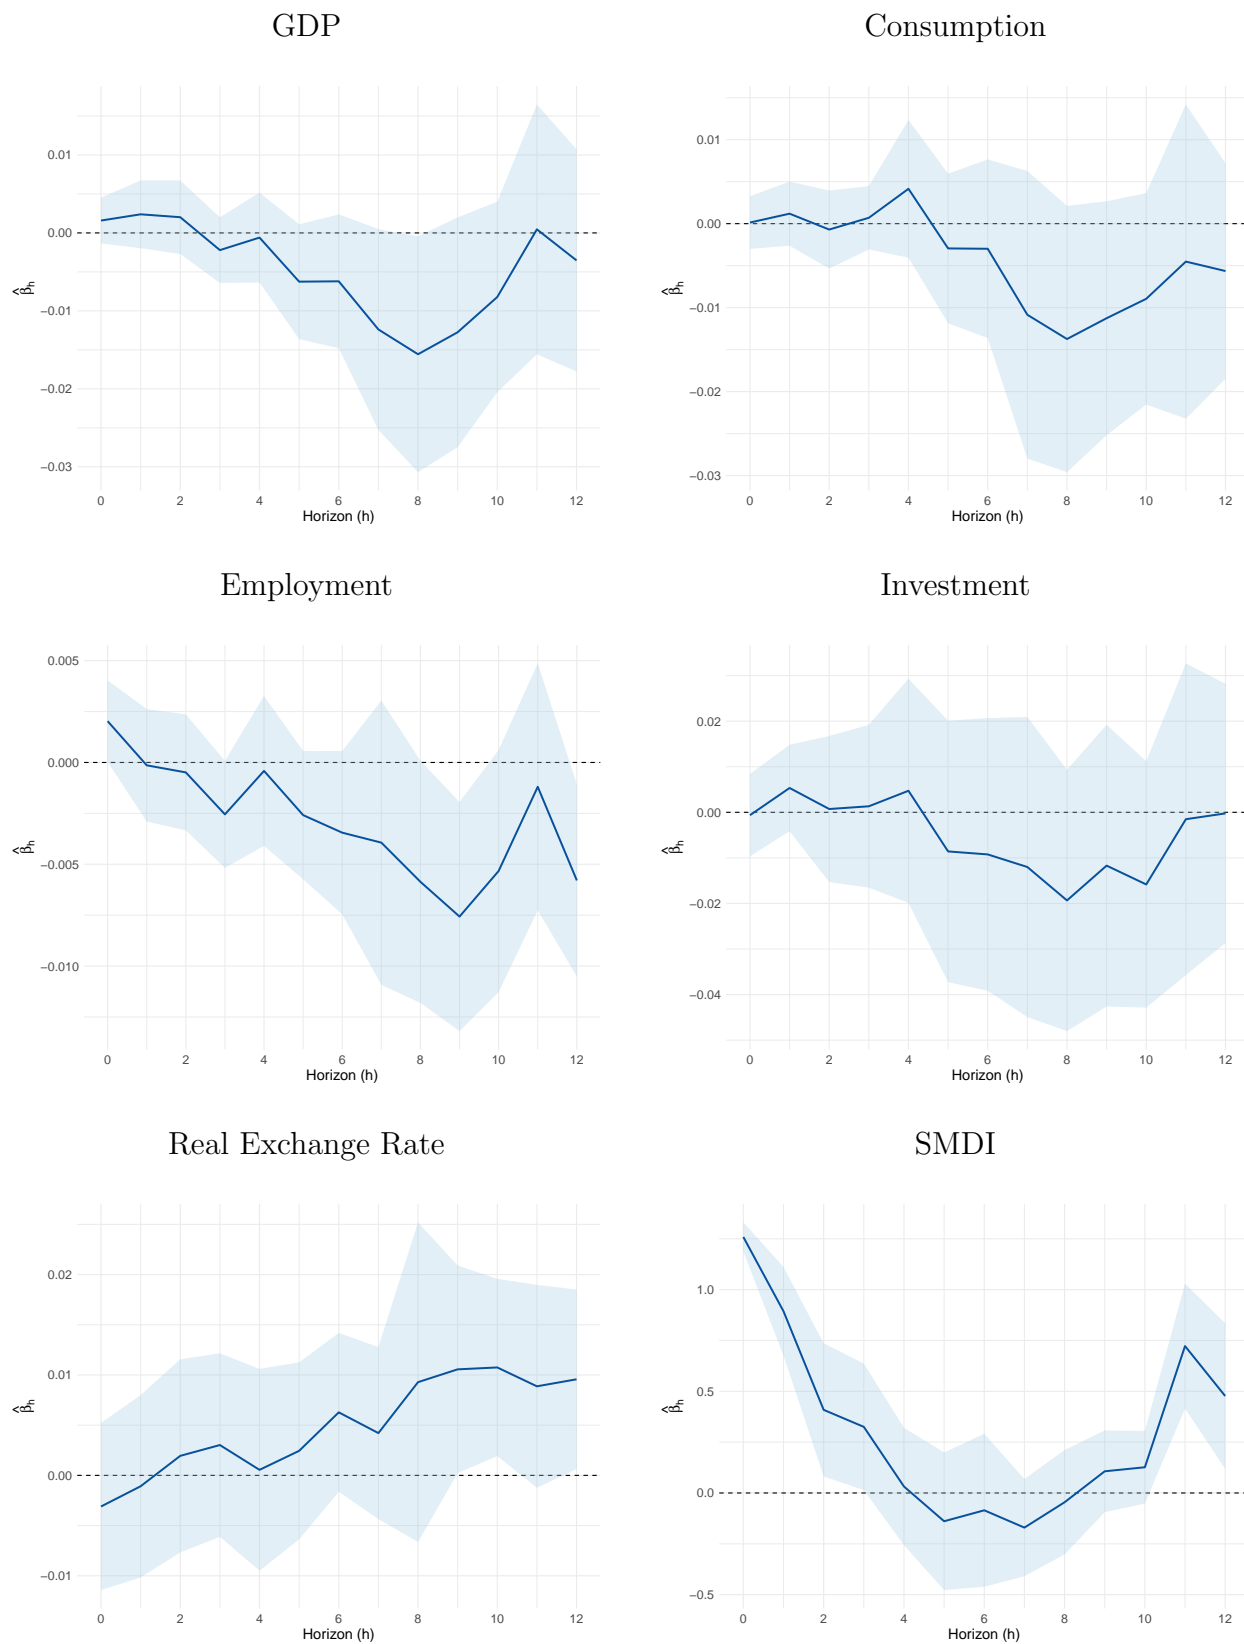 GDP
0.01
0.00
−0.01
−0.02
−0.03
β̂h
0 2 4 6 8 10 12
Horizon (h)
Consumption
0.01
0.00
−0.01
−0.02
−0.03
β̂h
0 2 4 6 8 10 12
Horizon (h)
Employment
0.005
0.000
−0.005
−0.010
β̂h
0 2 4 6 8 10 12
Horizon (h)
Investment
0.02
0.00
−0.02
−0.04
β̂h
0 2 4 6 8 10 12
Horizon (h)
Real Exchange Rate
0.02
0.01
0.00
−0.01
β̂h
0 2 4 6 8 10 12
Horizon (h)
SMDI
1.0
0.5
0.0
−0.5
β̂h
0 2 4 6 8 10 12
Horizon (h)